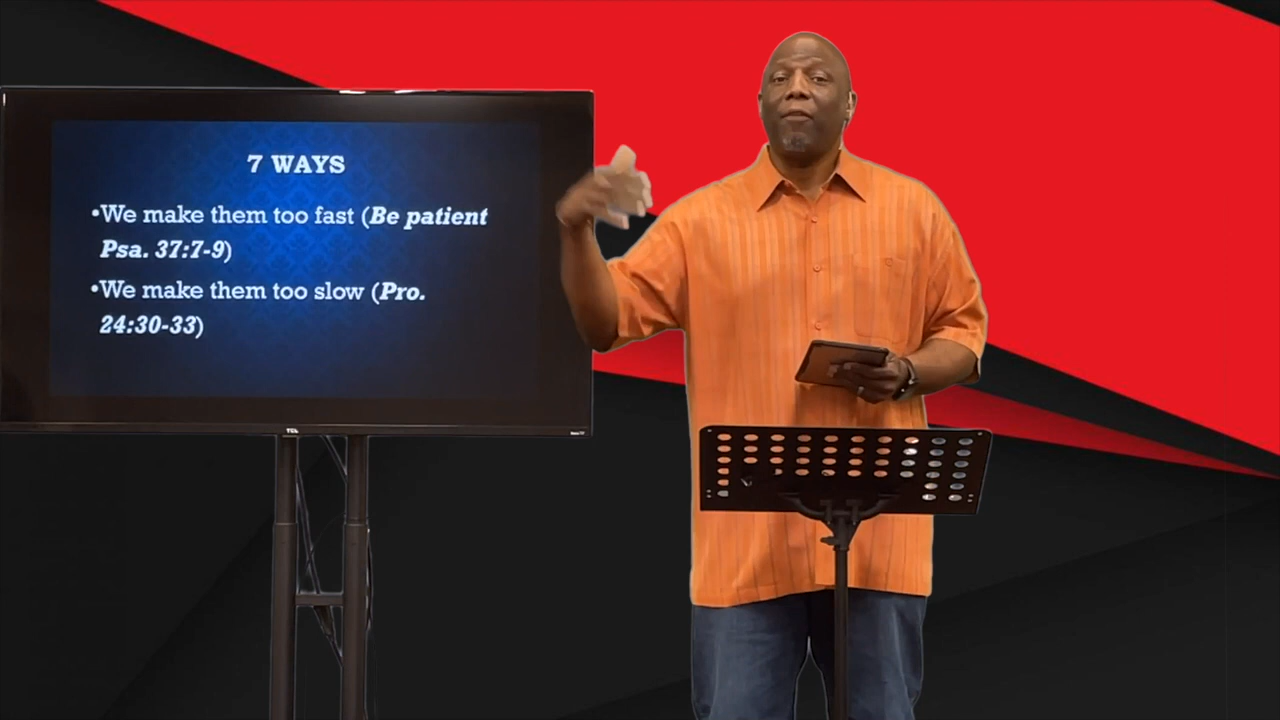 7 WAYS
•We make them too fast (Be patient
Psa. 37:7-9)
•We make them too slow (Pro.
24:30-33)
TCL